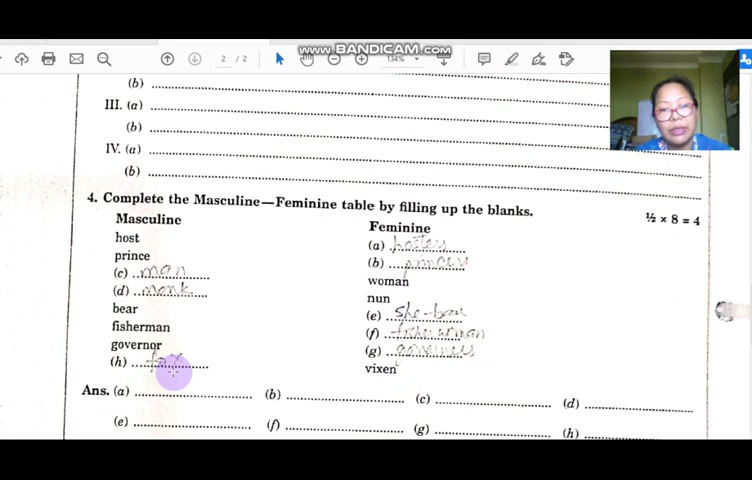 www.BANDICAM.com
2 / 2
134%
(b)
III. (a)
(b)
IV. (a)
(b)
4. Complete the Masculine—Feminine table by filling up the blanks. ½ × 8 = 4
Masculine Feminine
host (a) hostess
prince (b) princess
(c) man woman
(d) monk nun
bear (e) she-bear
fisherman (f) fisherwoman
governor (g) governess
(h) fox vixen
Ans. (a) (b) (c) (d)
(e) (f) (g) (h)